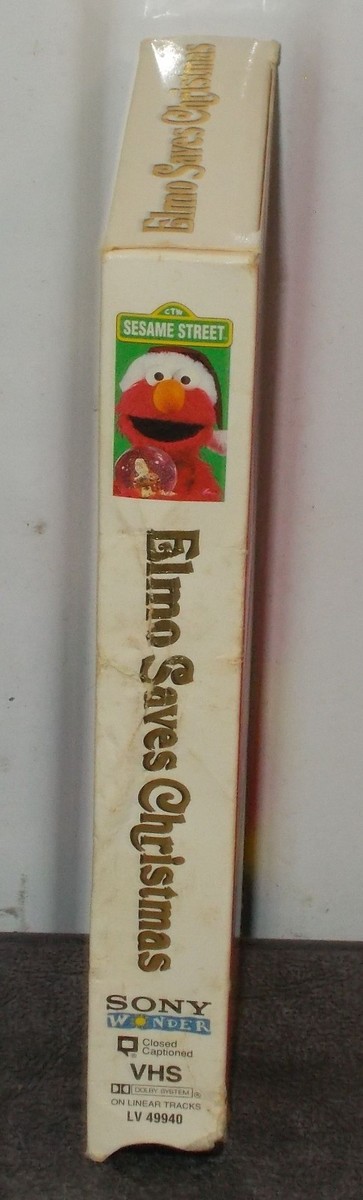 Elmo Saves Christmas
CTW
SESAME STREET
Elmo Saves Christmas
SONY
WONDER
Closed
Captioned
VHS
DOLBY SYSTEM ®
ON LINEAR TRACKS
LV 49940